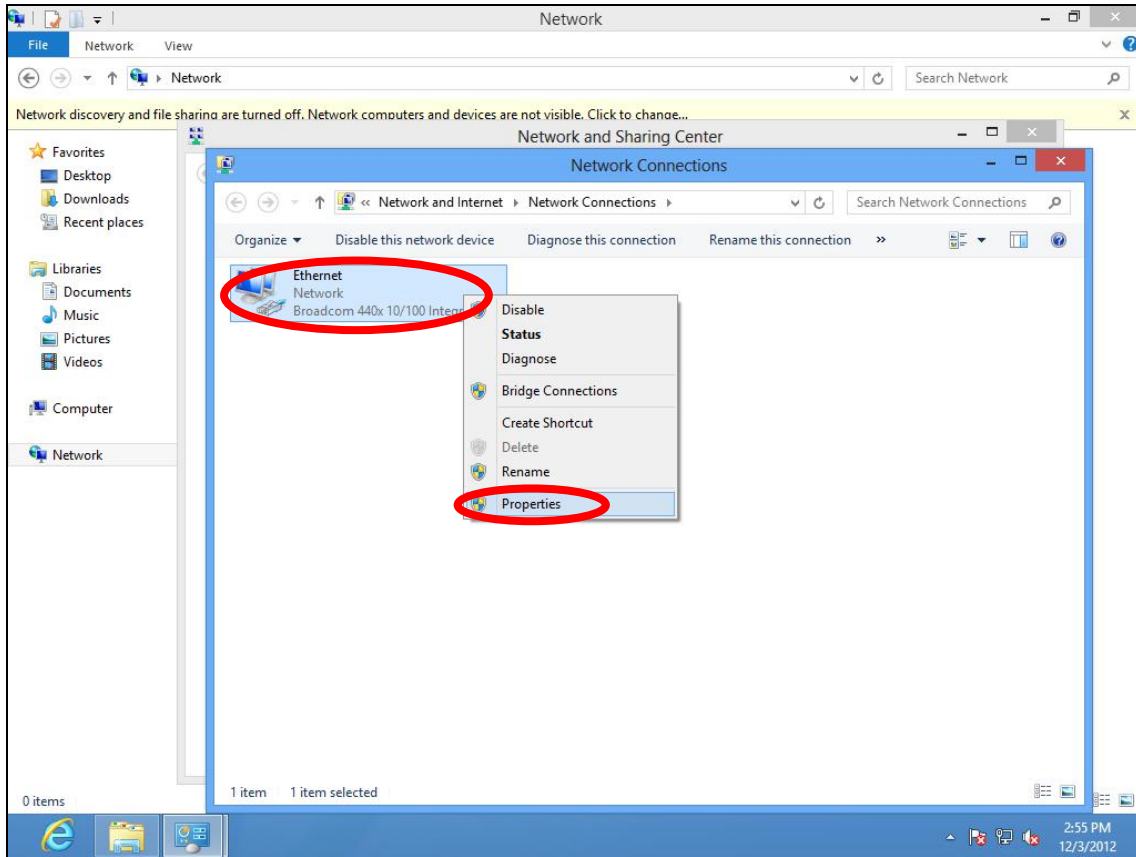 Network
File Network View
Network
Search Network
Network discovery and file sharing are turned off. Network computers and devices are not visible. Click to change...
Network and Sharing Center
Favorites
Desktop
Downloads
Recent places
Libraries
Documents
Music
Pictures
Videos
Computer
Network
Network Connections
« Network and Internet Network Connections
Search Network Connections
Organize Disable this network device Diagnose this connection Rename this connection »
Ethernet
Network
Broadcom 440x 10/100
Disable
Status
Diagnose
Bridge Connections
Create Shortcut
Delete
Rename
Properties
1 item 1 item selected
0 items
2:55 PM
12/3/2012